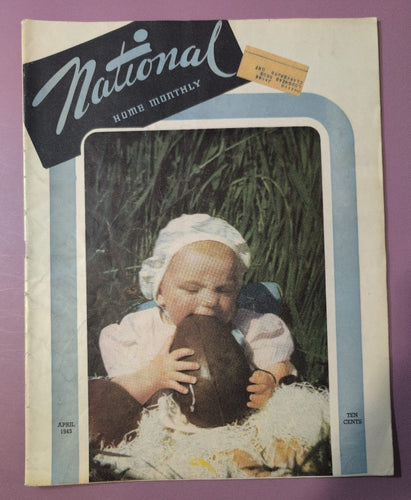 National
HOME MONTHLY
APRIL
1943
TEN
CENTS